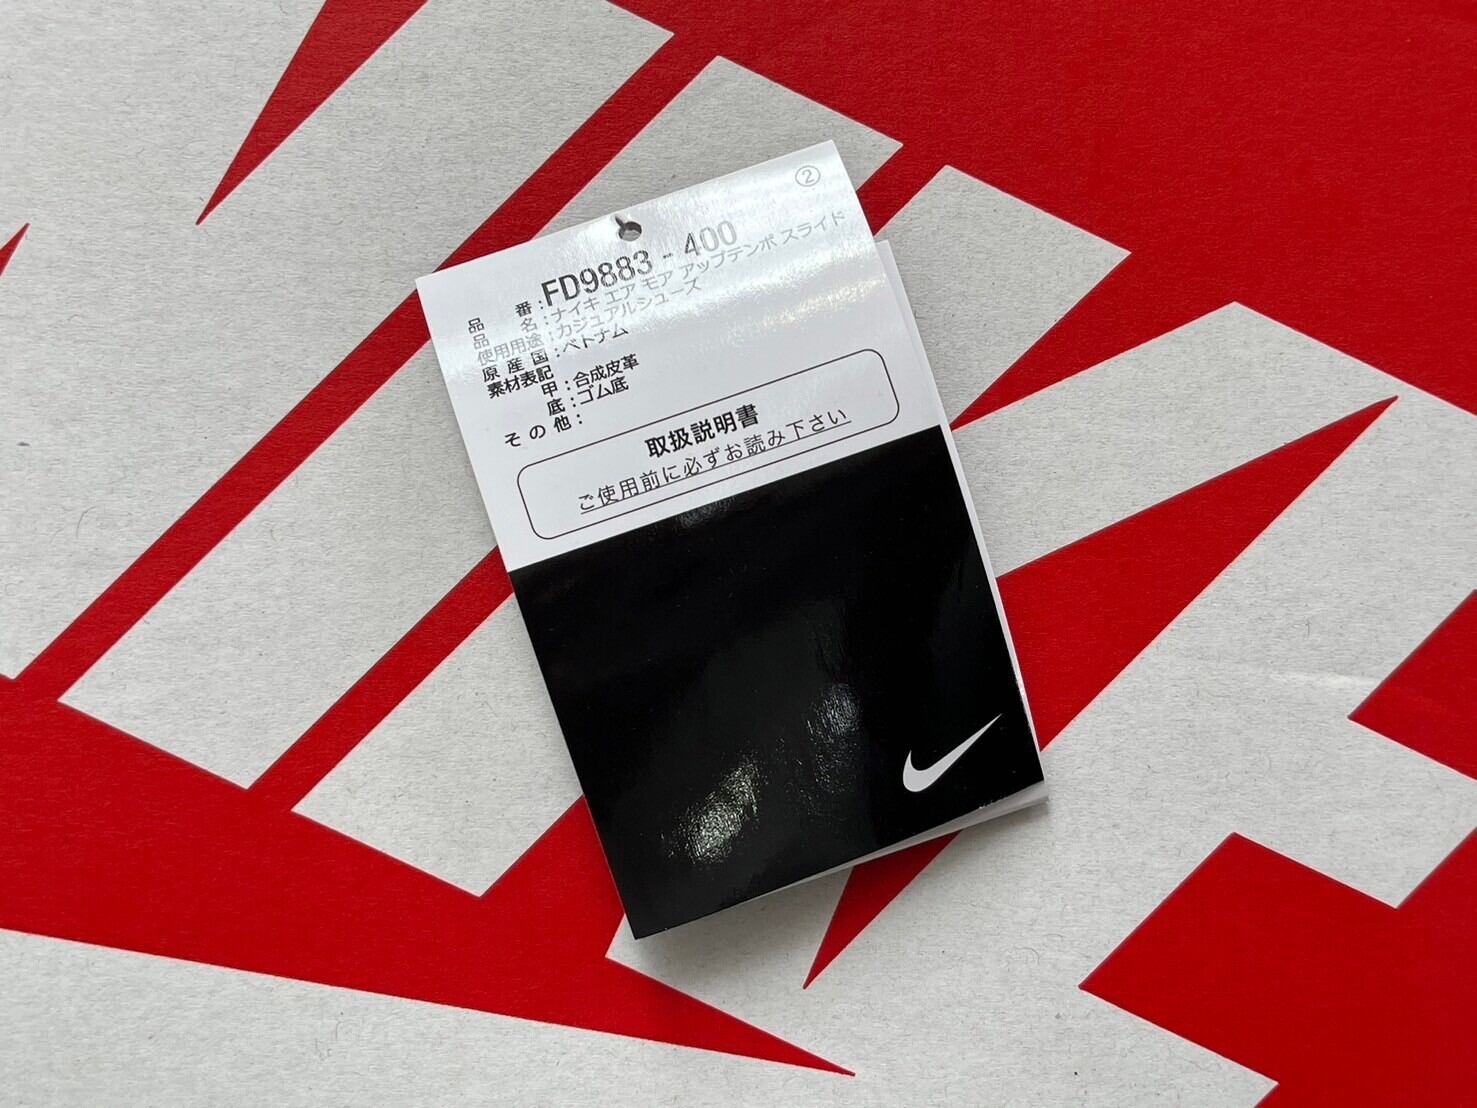 ②
品番:FD9883-400
品名:ナイキ エア モア アップテンポ スライド
使用用途:カジュアルシューズ
原産国:ベトナム
素材表記
甲:合成皮革
底:ゴム底
その他:
取扱説明書
ご使用前に必ずお読み下さい